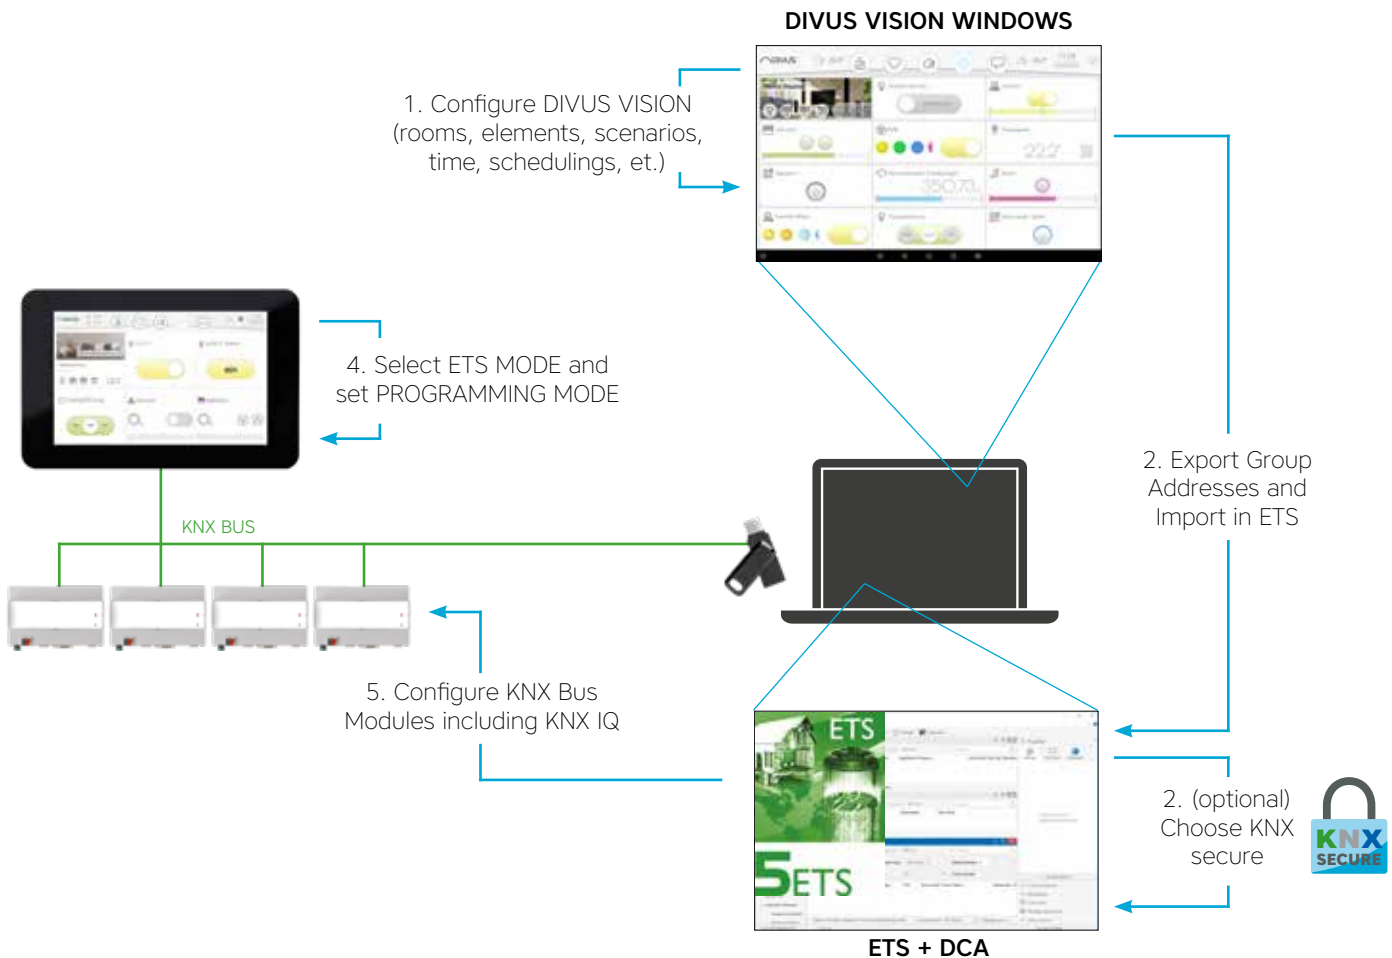 DIVUS VISION WINDOWS
1. Configure DIVUS VISION
(rooms, elements, scenarios,
time, schedulings, et.)
4. Select ETS MODE and
set PROGRAMMING MODE
2. Export Group
Addresses and
Import in ETS
KNX BUS
5. Configure KNX Bus
Modules including KNX IQ
ETS
5ETS
2. (optional)
Choose KNX
secure
KNX
SECURE
ETS + DCA